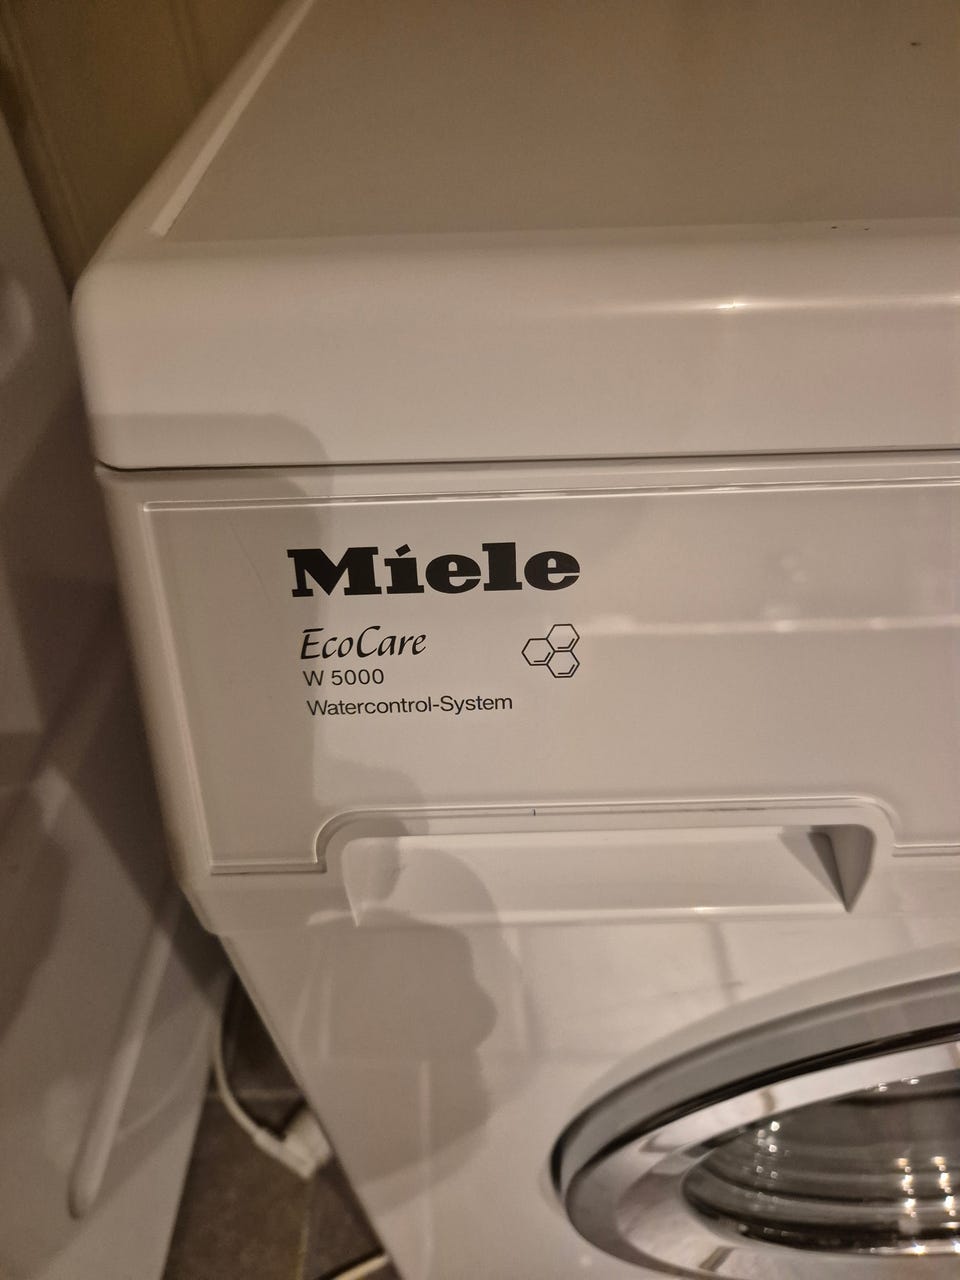 Miele
EcoCare
W 5000
Watercontrol-System